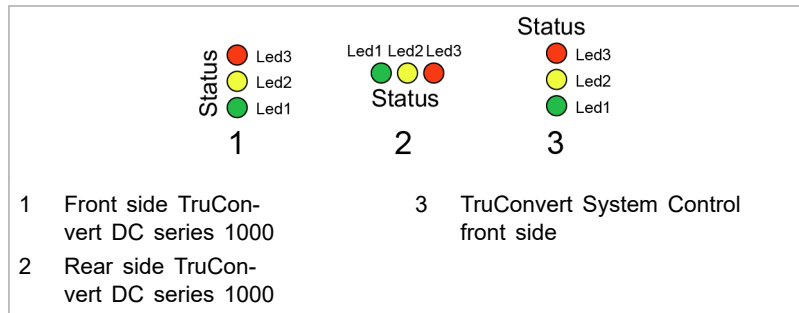 Status
Led3
Led2
Led1
1
Led1 Led2 Led3
Status
2
Status
Led3
Led2
Led1
3
1 Front side TruCon-
vert DC series 1000
2 Rear side TruCon-
vert DC series 1000
3 TruConvert System Control
front side